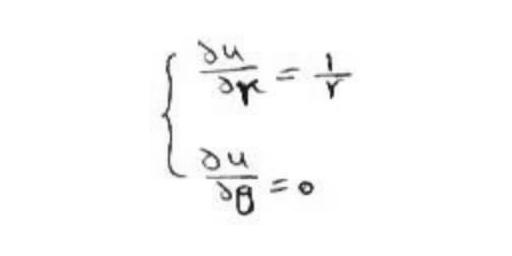 ∂u/∂r = 1/r
∂u/∂θ = 0